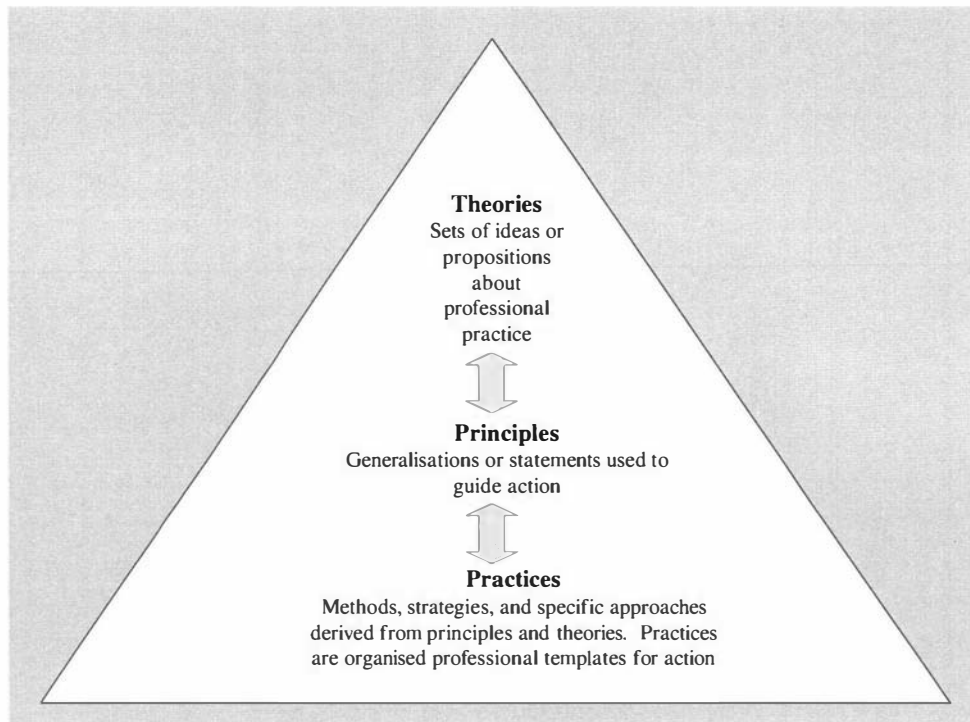 Theories
Sets of ideas or
propositions
about
professional
practice
Principles
Generalisations or statements used to
guide action
Practices
Methods, strategies, and specific approaches
derived from principles and theories. Practices
are organised professional templates for action